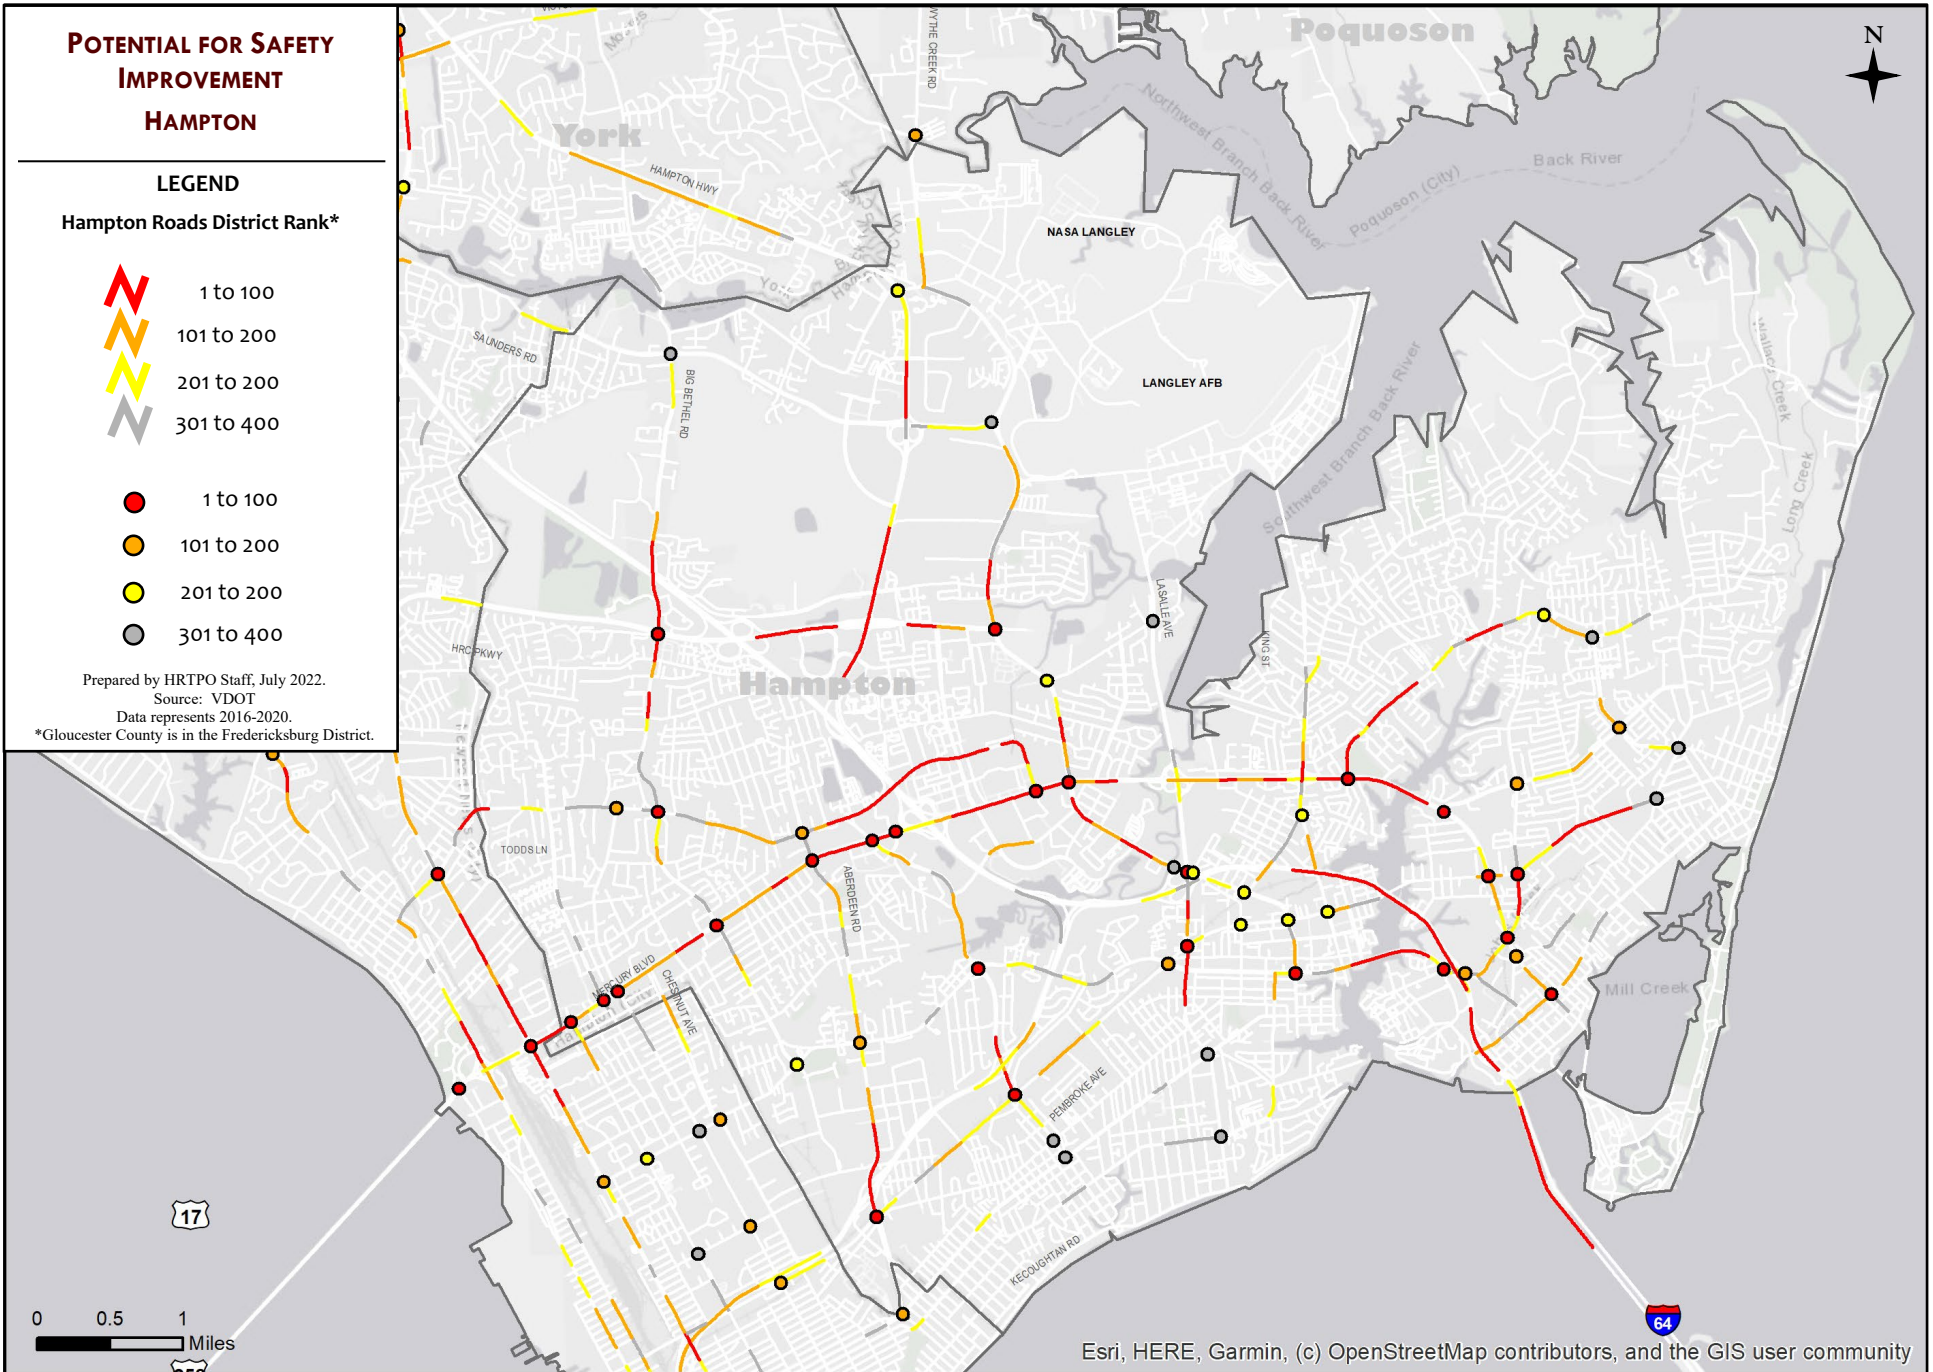 POTENTIAL FOR SAFETY
IMPROVEMENT
HAMPTON
LEGEND
Hampton Roads District Rank*
1 to 100
101 to 200
201 to 200
301 to 400
1 to 100
101 to 200
201 to 200
301 to 400
Prepared by HRTPO Staff, July 2022.
Source: VDOT
Data represents 2016-2020.
*Gloucester County is in the Fredericksburg District.
N
Poquoson
WYTHE CREEK RD
York
HAMPTON HWY
Northwest Branch Back River
Back River
Poquoson (City)
NASA LANGLEY
York
SAUNDERS RD
BIG BETHEL RD
LANGLEY AFB
Wallace Creek
Southwest Branch Back River
Long Creek
LASALLE AVE
KING ST
HRC PKWY
Hampton
TODDS LN
ABERDEEN RD
MERCURY BLVD
CHESTNUT AVE
Mill Creek
PEMBROKE AVE
KECOUGHTAN RD
17
64
0 0.5 1
Miles
Esri, HERE, Garmin, (c) OpenStreetMap contributors, and the GIS user community